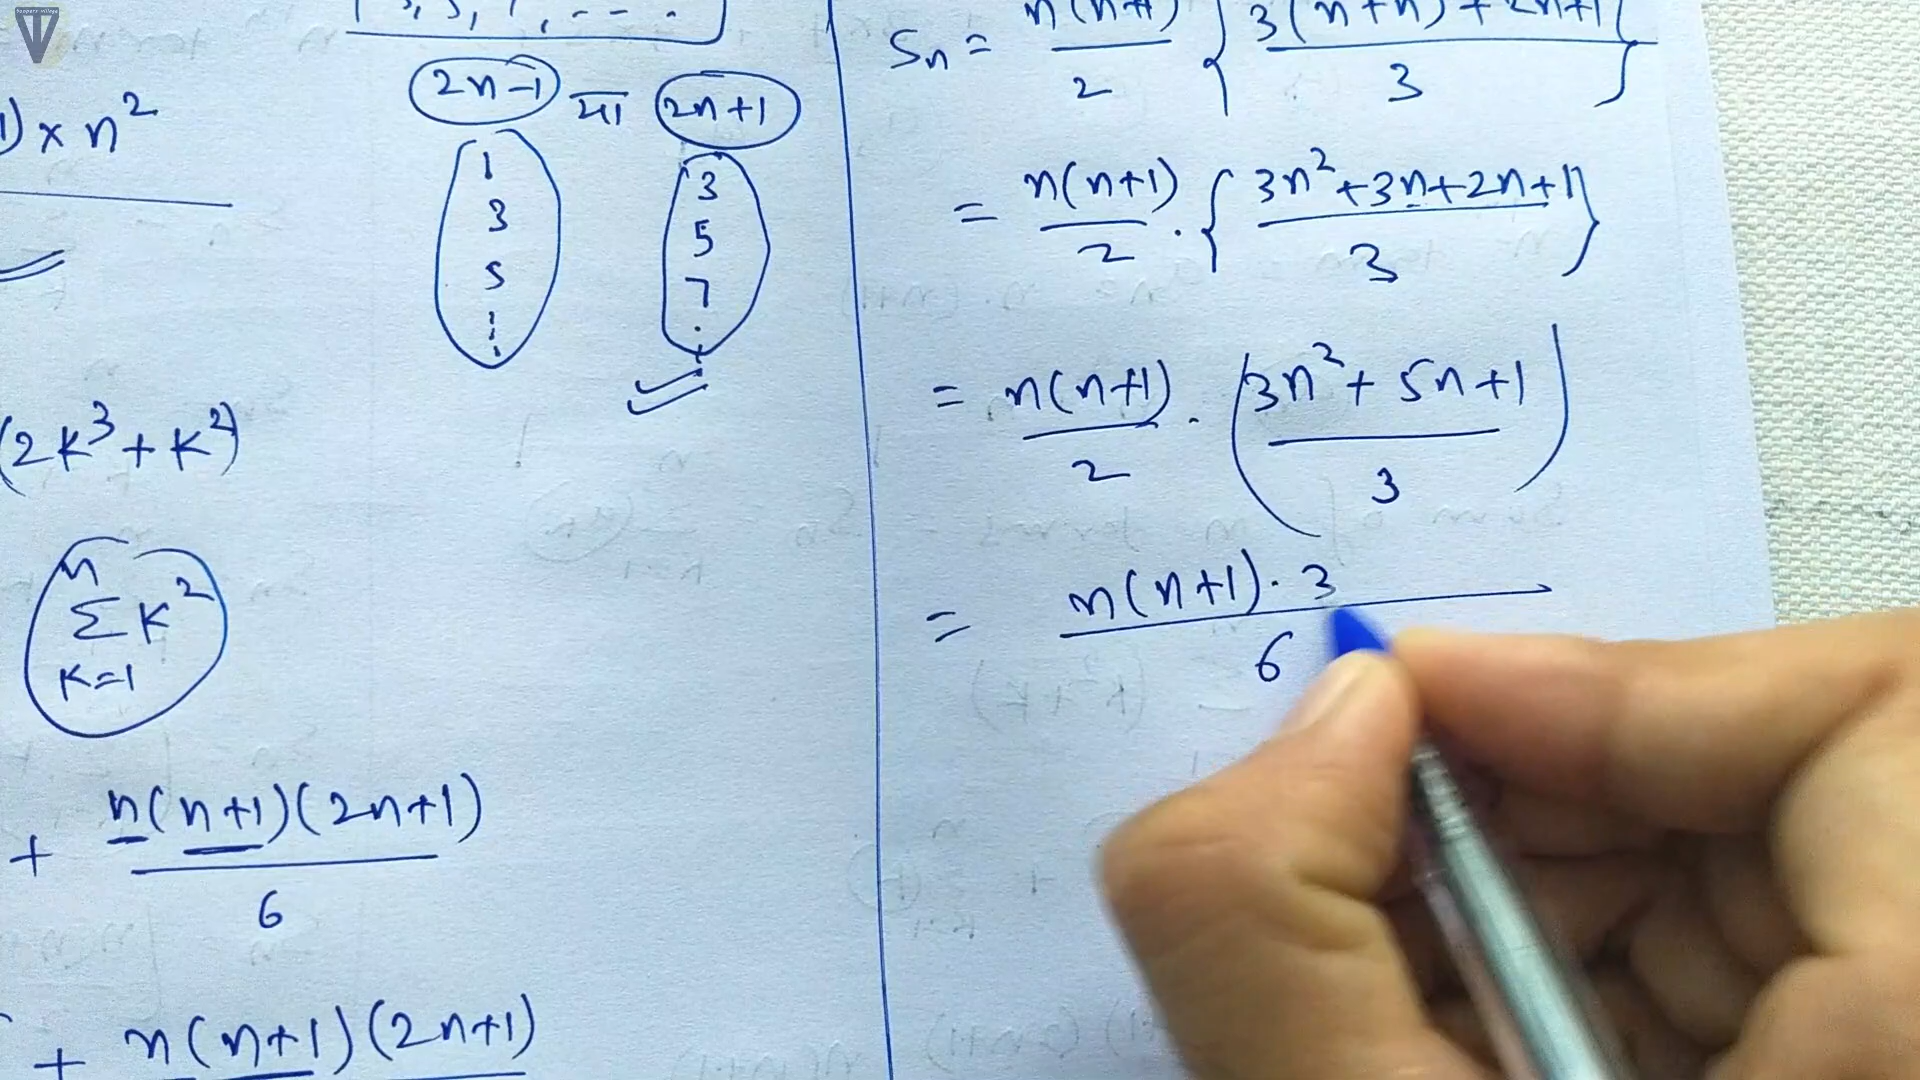 2n-1 या 2n+1
1) × n²
1
3
5
3
5
7
(2K³ + K²)
n
Σ K²
K=1
+ n(n+1)(2n+1)
6
+ n(n+1)(2n+1)
Sₙ = n(n+1) { 3(n²+n)+2n+1 }
2 3
= n(n+1) . { 3n²+3n+2n+1 }
2 3
= n(n+1) . ( 3n² + 5n+1 )
2 3
= n(n+1) . 3
6